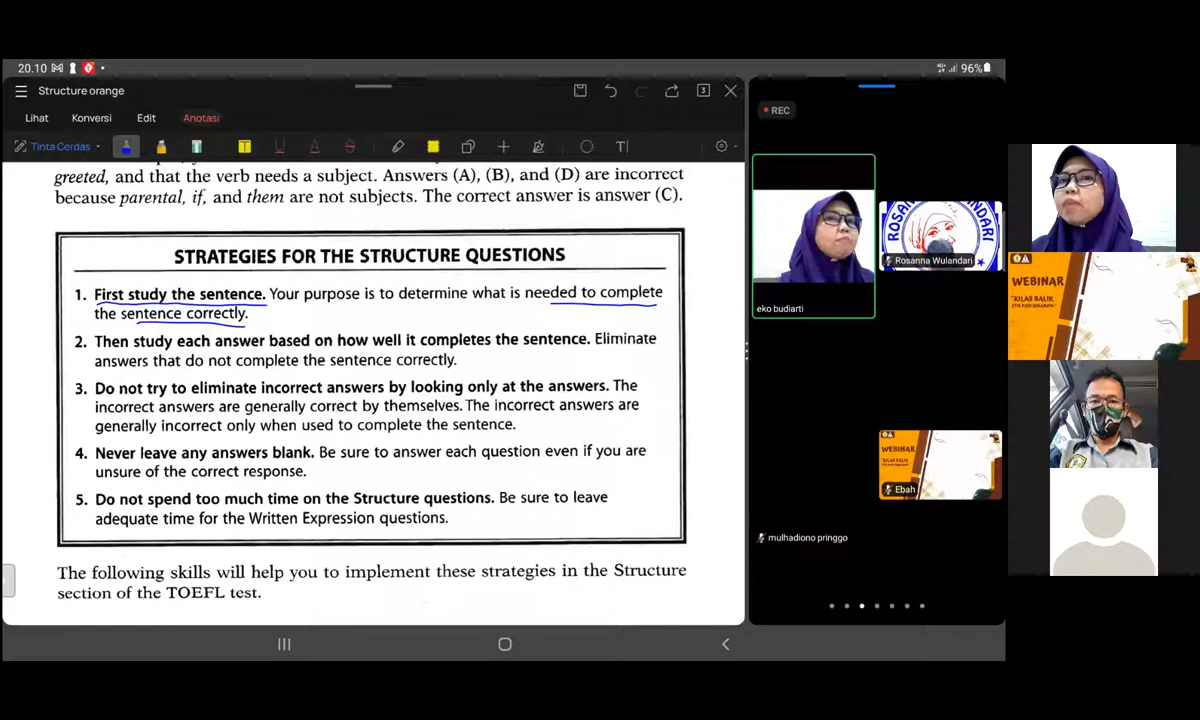 20.10
96%
Structure orange
3
Lihat
Konversi
Edit
Anotasi
Tinta Cerdas
greeted, and that the verb needs a subject. Answers (A), (B), and (D) are incorrect
because parental, if, and them are not subjects. The correct answer is answer (C).
STRATEGIES FOR THE STRUCTURE QUESTIONS
1. First study the sentence. Your purpose is to determine what is needed to complete
the sentence correctly.
2. Then study each answer based on how well it completes the sentence. Eliminate
answers that do not complete the sentence correctly.
3. Do not try to eliminate incorrect answers by looking only at the answers. The
incorrect answers are generally correct by themselves. The incorrect answers are
generally incorrect only when used to complete the sentence.
4. Never leave any answers blank. Be sure to answer each question even if you are
unsure of the correct response.
5. Do not spend too much time on the Structure questions. Be sure to leave
adequate time for the Written Expression questions.
The following skills will help you to implement these strategies in the Structure
section of the TOEFL test.
REC
eko budiarti
Rosanna Wulandari
WEBINAR
Ebah
mulhadiono pringgo
WEBINAR
"KILAS BALIK